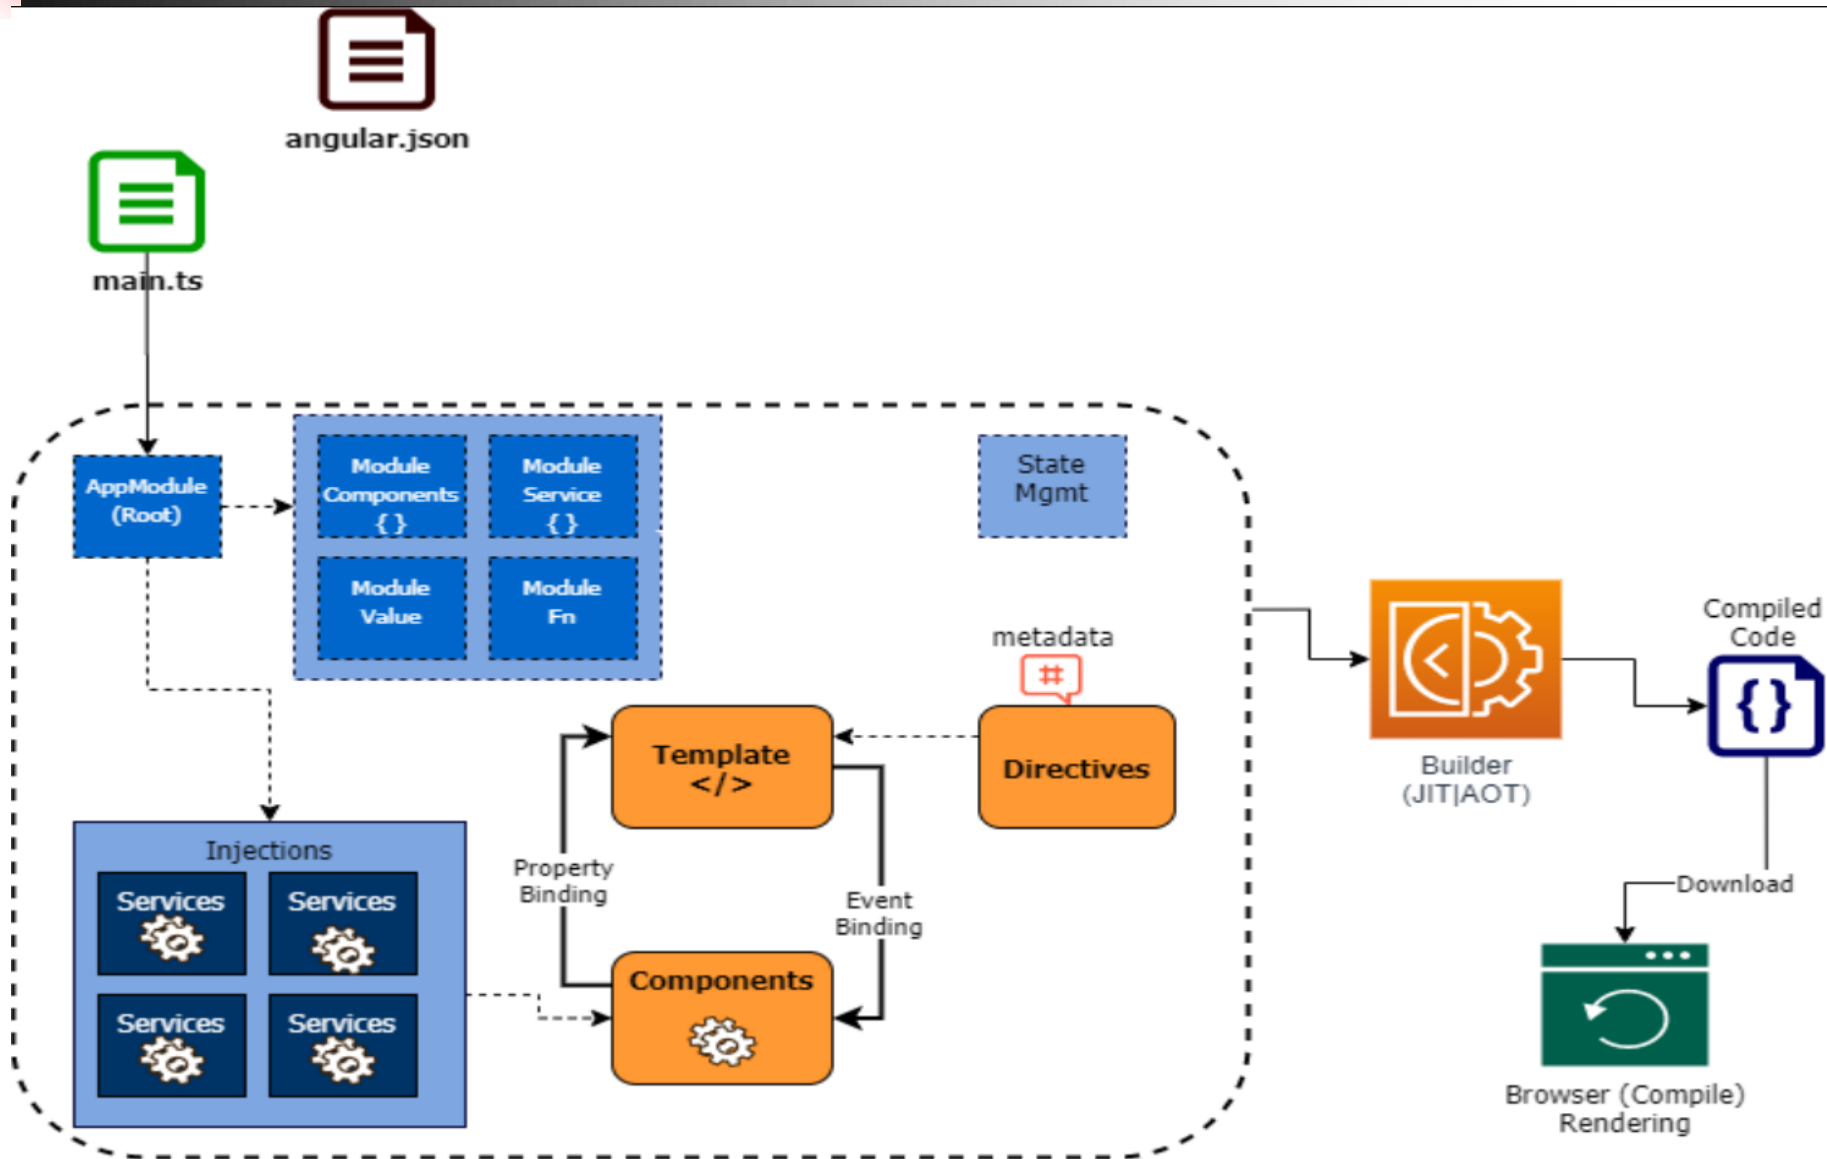 angular.json
main.ts
AppModule
(Root)
Module
Components
{}
Module
Service
{}
Module
Value
Module
Fn
State
Mgmt
metadata
#
Template
</>
Directives
Property
Binding
Event
Binding
Components
Injections
Services
Services
Services
Services
Builder
(JIT|AOT)
Compiled
Code
{}
Download
Browser (Compile)
Rendering